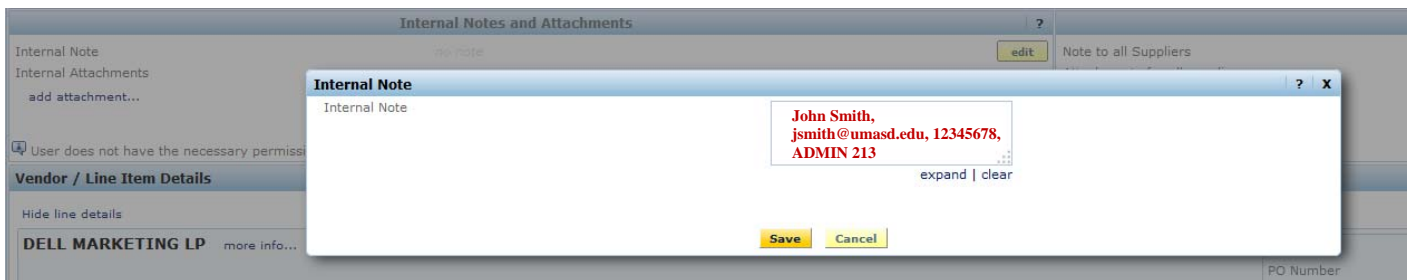 Internal Notes and Attachments ?
Internal Note no note edit Note to all Suppliers
Internal Attachments
add attachment...
Internal Note ? X
Internal Note
John Smith,
jsmith@umasd.edu, 12345678,
ADMIN 213
expand | clear
User does not have the necessary
Vendor / Line Item Details
Hide line details
DELL MARKETING LP more info...
Save Cancel
PO Number